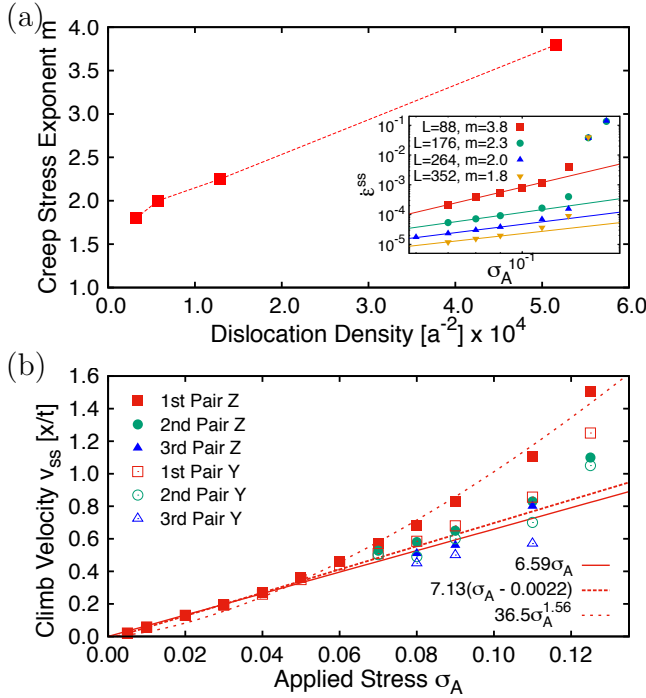 (a)
Creep Stress Exponent m
4.0
3.5
3.0
2.5
2.0
1.5
1.0
0.0 1.0 2.0 3.0 4.0 5.0 6.0
Dislocation Density [a⁻²] x 10⁴
L=88, m=3.8
L=176, m=2.3
L=264, m=2.0
L=352, m=1.8
ε̇ˢˢ
10⁻¹
10⁻²
10⁻³
10⁻⁴
10⁻⁵
10⁻¹
σ_A
(b)
Climb Velocity v_ss [x/t]
1.6
1.4
1.2
1.0
0.8
0.6
0.4
0.2
0.0
1st Pair Z
2nd Pair Z
3rd Pair Z
1st Pair Y
2nd Pair Y
3rd Pair Y
6.59σ_A
7.13(σ_A - 0.0022)
36.5σ_A^1.56
0.00 0.02 0.04 0.06 0.08 0.10 0.12
Applied Stress σ_A